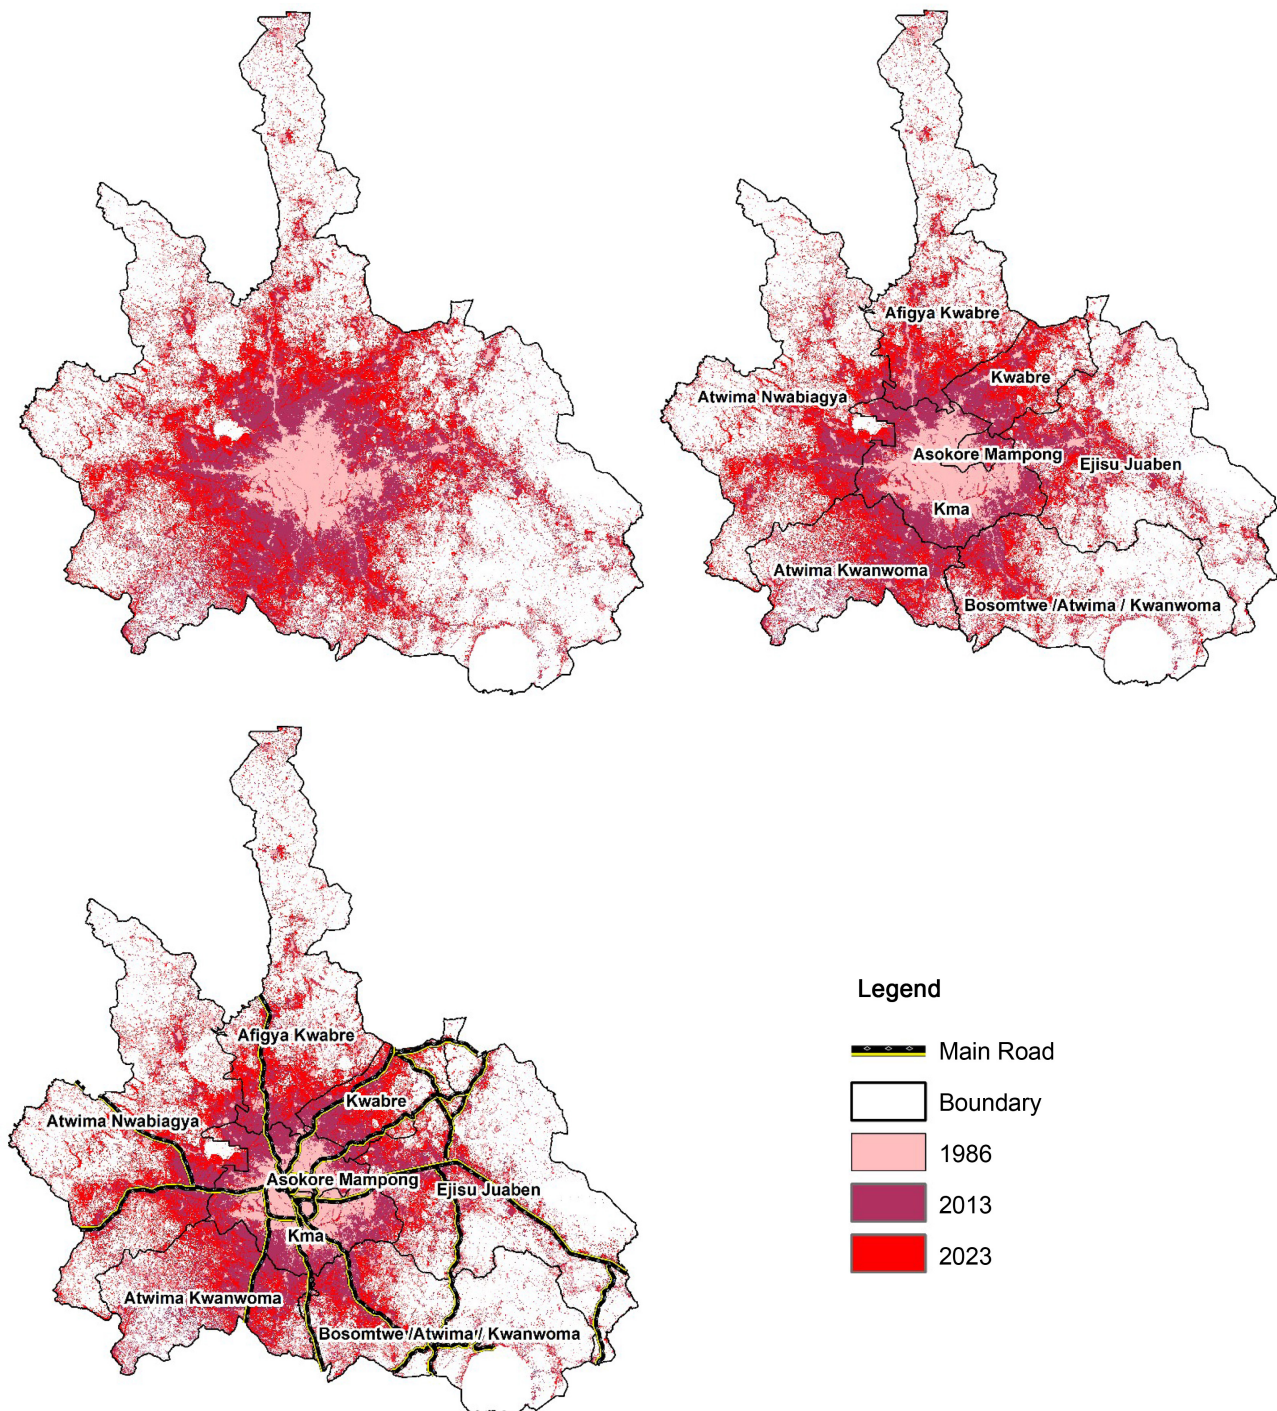 Afigya Kwabre
Kwabre
Atwima Nwabiagya
Asokore Mampong
Ejisu Juaben
Kma
Atwima Kwanwoma
Bosomtwe /Atwima / Kwanwoma
Afigya Kwabre
Kwabre
Atwima Nwabiagya
Asokore Mampong
Ejisu Juaben
Kma
Atwima Kwanwoma
Bosomtwe /Atwima / Kwanwoma
Legend
Main Road
Boundary
1986
2013
2023